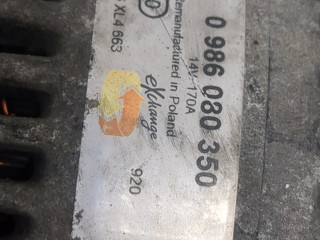 0 986 080 350
14V 170A
Remanufactured in Poland
eXchange
920
XL4 663